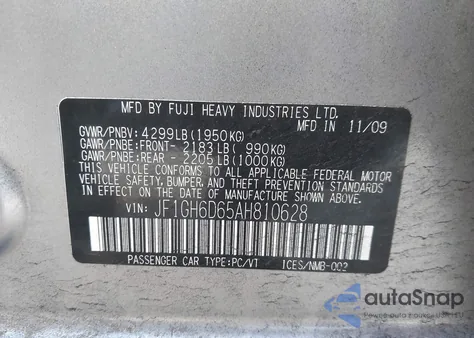 MFD BY FUJI HEAVY INDUSTRIES LTD.
MFD IN 11/09
GVWR/PNBV: 4299LB(1950KG)
GAWR/PNBE: FRONT- 2183LB( 990KG)
GAWR/PNBE: REAR - 2205LB(1000KG)
THIS VEHICLE CONFORMS TO ALL APPLICABLE FEDERAL MOTOR
VEHICLE SAFETY, BUMPER AND THEFT PREVENTION STANDARDS
IN EFFECT ON THE DATE OF MANUFACTURE SHOWN ABOVE.
VIN: JF1GH6D65AH810628
PASSENGER CAR TYPE:PC/VT ICES/NMB-002
autoSnap